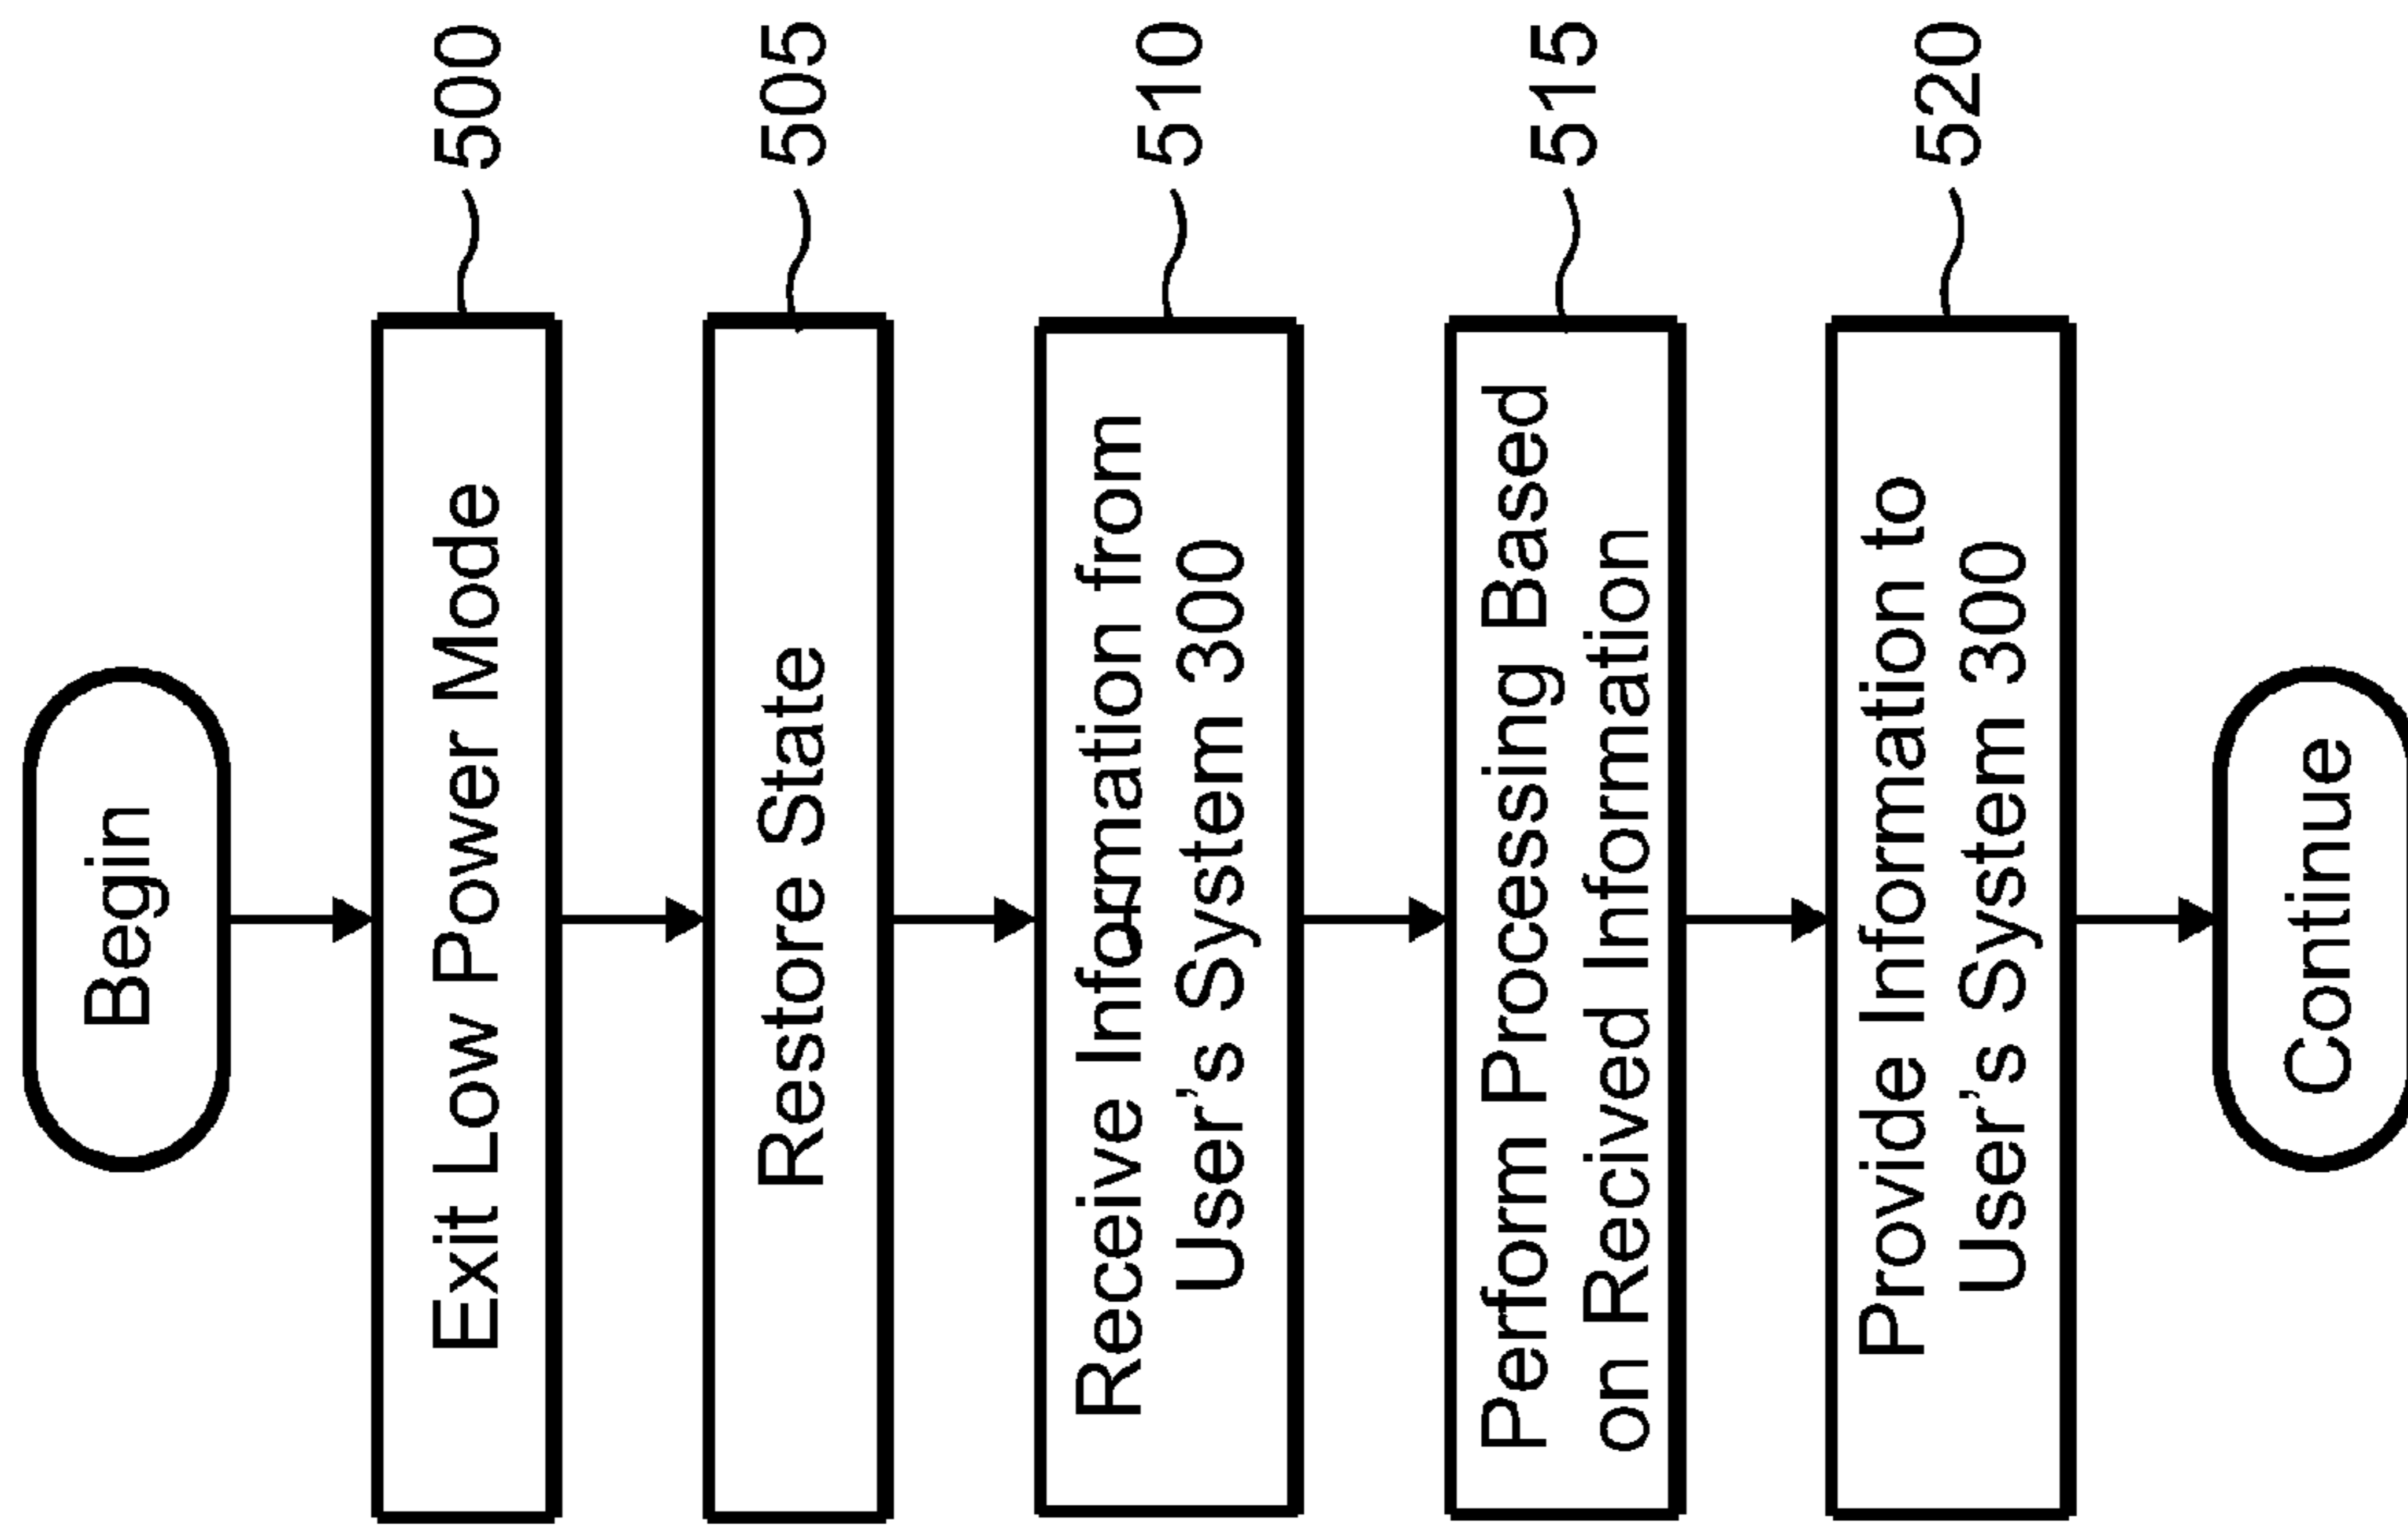 Begin
Exit Low Power Mode
500
Restore State
505
Receive Information from
User's System 300
510
Perform Processing Based
on Recived Information
515
Provide Information to
User's System 300
520
Continue